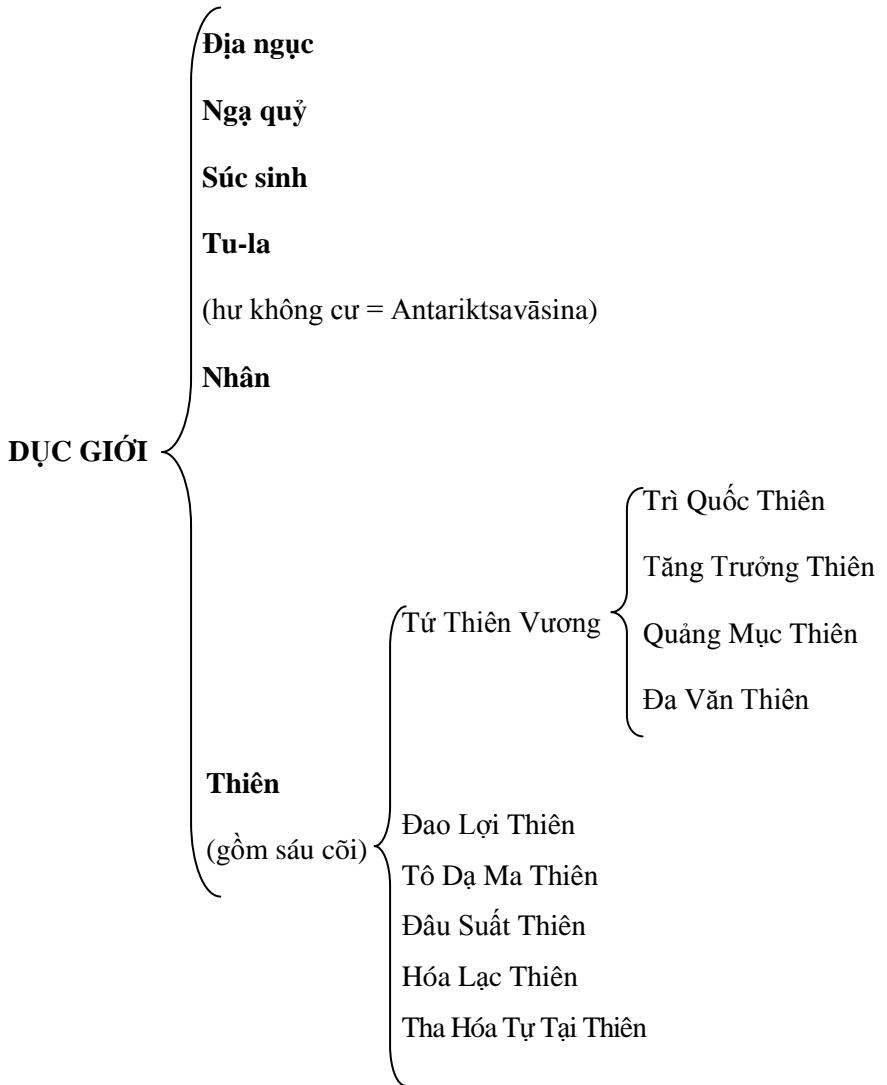 Địa ngục
Ngạ quỷ
Súc sinh
Tu-la
(hư không cư = Antariktsavāsina)
Nhân
DỤC GIỚI
Trì Quốc Thiên
Tăng Trưởng Thiên
Tứ Thiên Vương
Quảng Mục Thiên
Đa Văn Thiên
Thiên
(gồm sáu cõi)
Đao Lợi Thiên
Tô Dạ Ma Thiên
Đâu Suất Thiên
Hóa Lạc Thiên
Tha Hóa Tự Tại Thiên